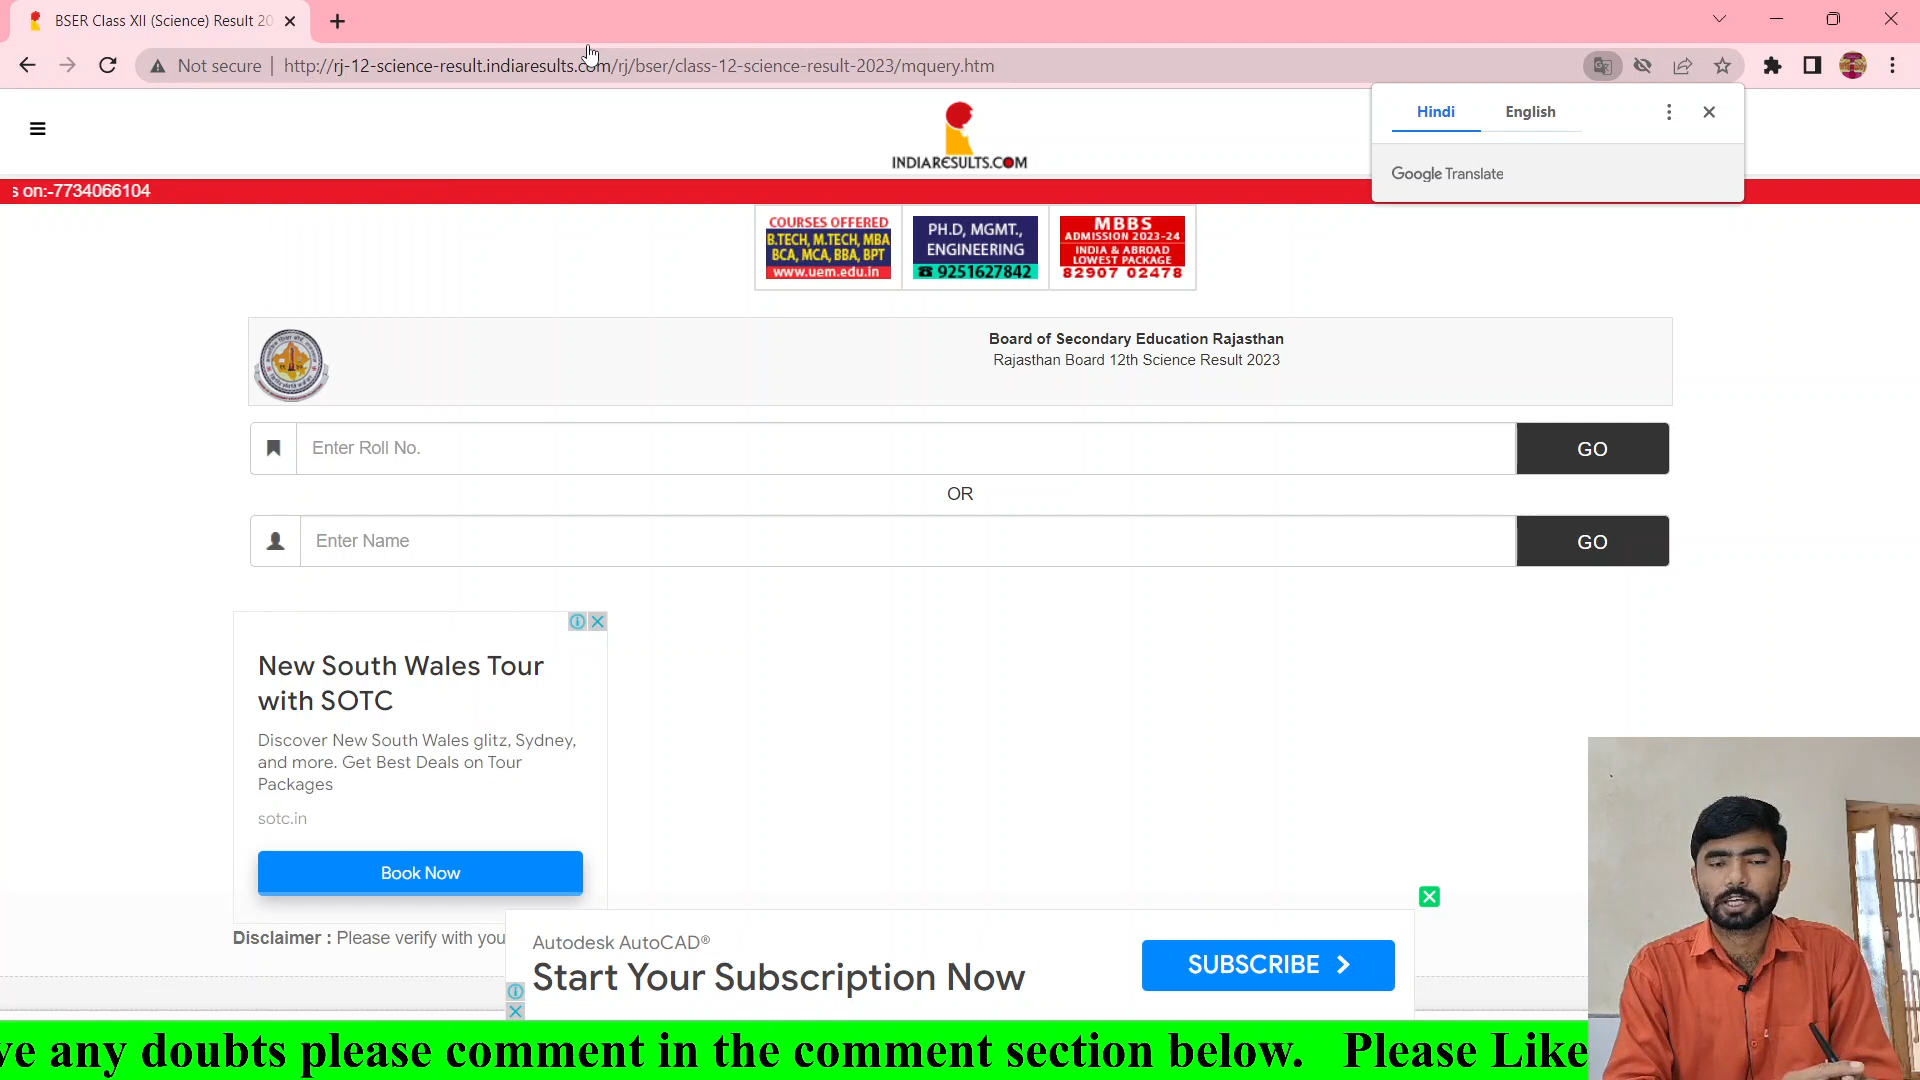 BSER Class XII (Science) Result 20
Not secure
http://rj-12-science-result.indiaresults.com/rj/bser/class-12-science-result-2023/mquery.htm
Hindi
English
Google Translate
INDIARESULTS.COM
s on:-7734066104
COURSES OFFERED
B.TECH, M.TECH, MBA
BCA, MCA, BBA, BPT
www.uem.edu.in
PH.D, MGMT.,
ENGINEERING
☎ 9251627842
MBBS
ADMISSION 2023-24
INDIA & ABROAD
LOWEST PACKAGE
82907 02478
Board of Secondary Education Rajasthan
Rajasthan Board 12th Science Result 2023
Enter Roll No.
GO
OR
Enter Name
GO
New South Wales Tour
with SOTC
Discover New South Wales glitz, Sydney,
and more. Get Best Deals on Tour
Packages
sotc.in
Book Now
Disclaimer : Please verify with you
Autodesk AutoCAD®
Start Your Subscription Now
SUBSCRIBE
ve any doubts please comment in the comment section below. Please Like